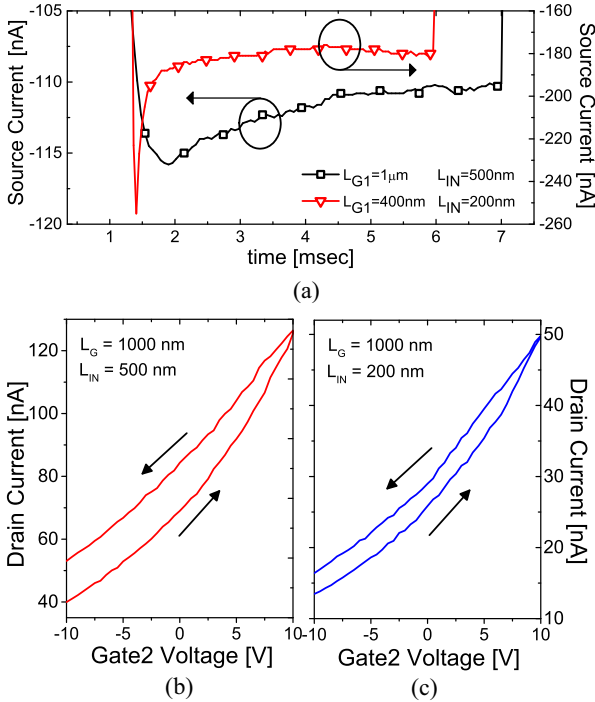 -105
-110
-115
-120
Source Current [nA]
-160
-180
-200
-220
-240
-260
Source Current [nA]
L_G1=1μm L_IN=500nm
L_G1=400nm L_IN=200nm
0 1 2 3 4 5 6 7
time [msec]
(a)
120
100
80
60
40
Drain Current [nA]
L_G = 1000 nm
L_IN = 500 nm
-10 -5 0 5 10
Gate2 Voltage [V]
(b)
L_G = 1000 nm
L_IN = 200 nm
50
40
30
20
10
Drain Current [nA]
-10 -5 0 5 10
Gate2 Voltage [V]
(c)